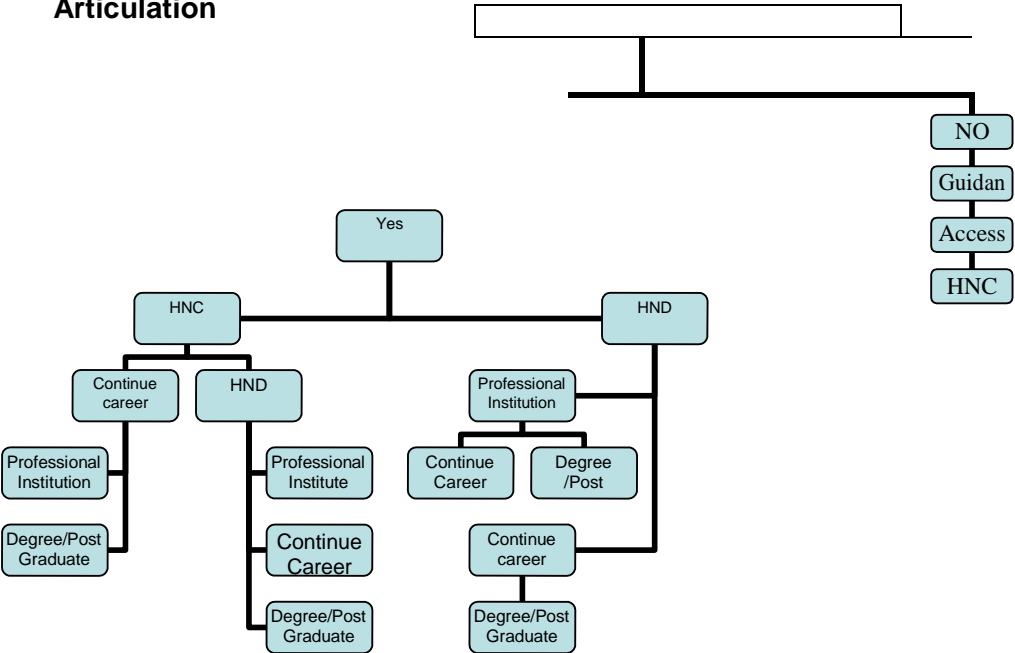 Articulation
NO
Guidan
Access
HNC
Yes
HNC
HND
Continue
career
HND
Professional
Institution
Professional
Institution
Professional
Institute
Continue
Career
Degree
/Post
Degree/Post
Graduate
Continue
Career
Continue
career
Degree/Post
Graduate
Degree/Post
Graduate